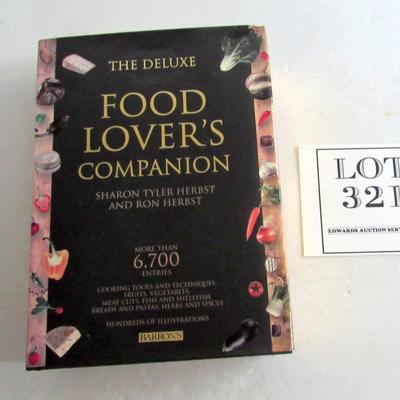 THE DELUXE
FOOD
LOVER'S
COMPANION
SHARON TYLER HERBST
AND RON HERBST
MORE THAN
6,700
ENTRIES
COOKING TOOLS AND TECHNIQUES
FRUITS, VEGETABLES,
MEAT CUTS, FISH AND SHELLFISH,
BREADS AND PASTAS, HERBS AND SPICES
HUNDREDS OF ILLUSTRATIONS
BARRON'S
LOT
321
EDWARDS AUCTION SER